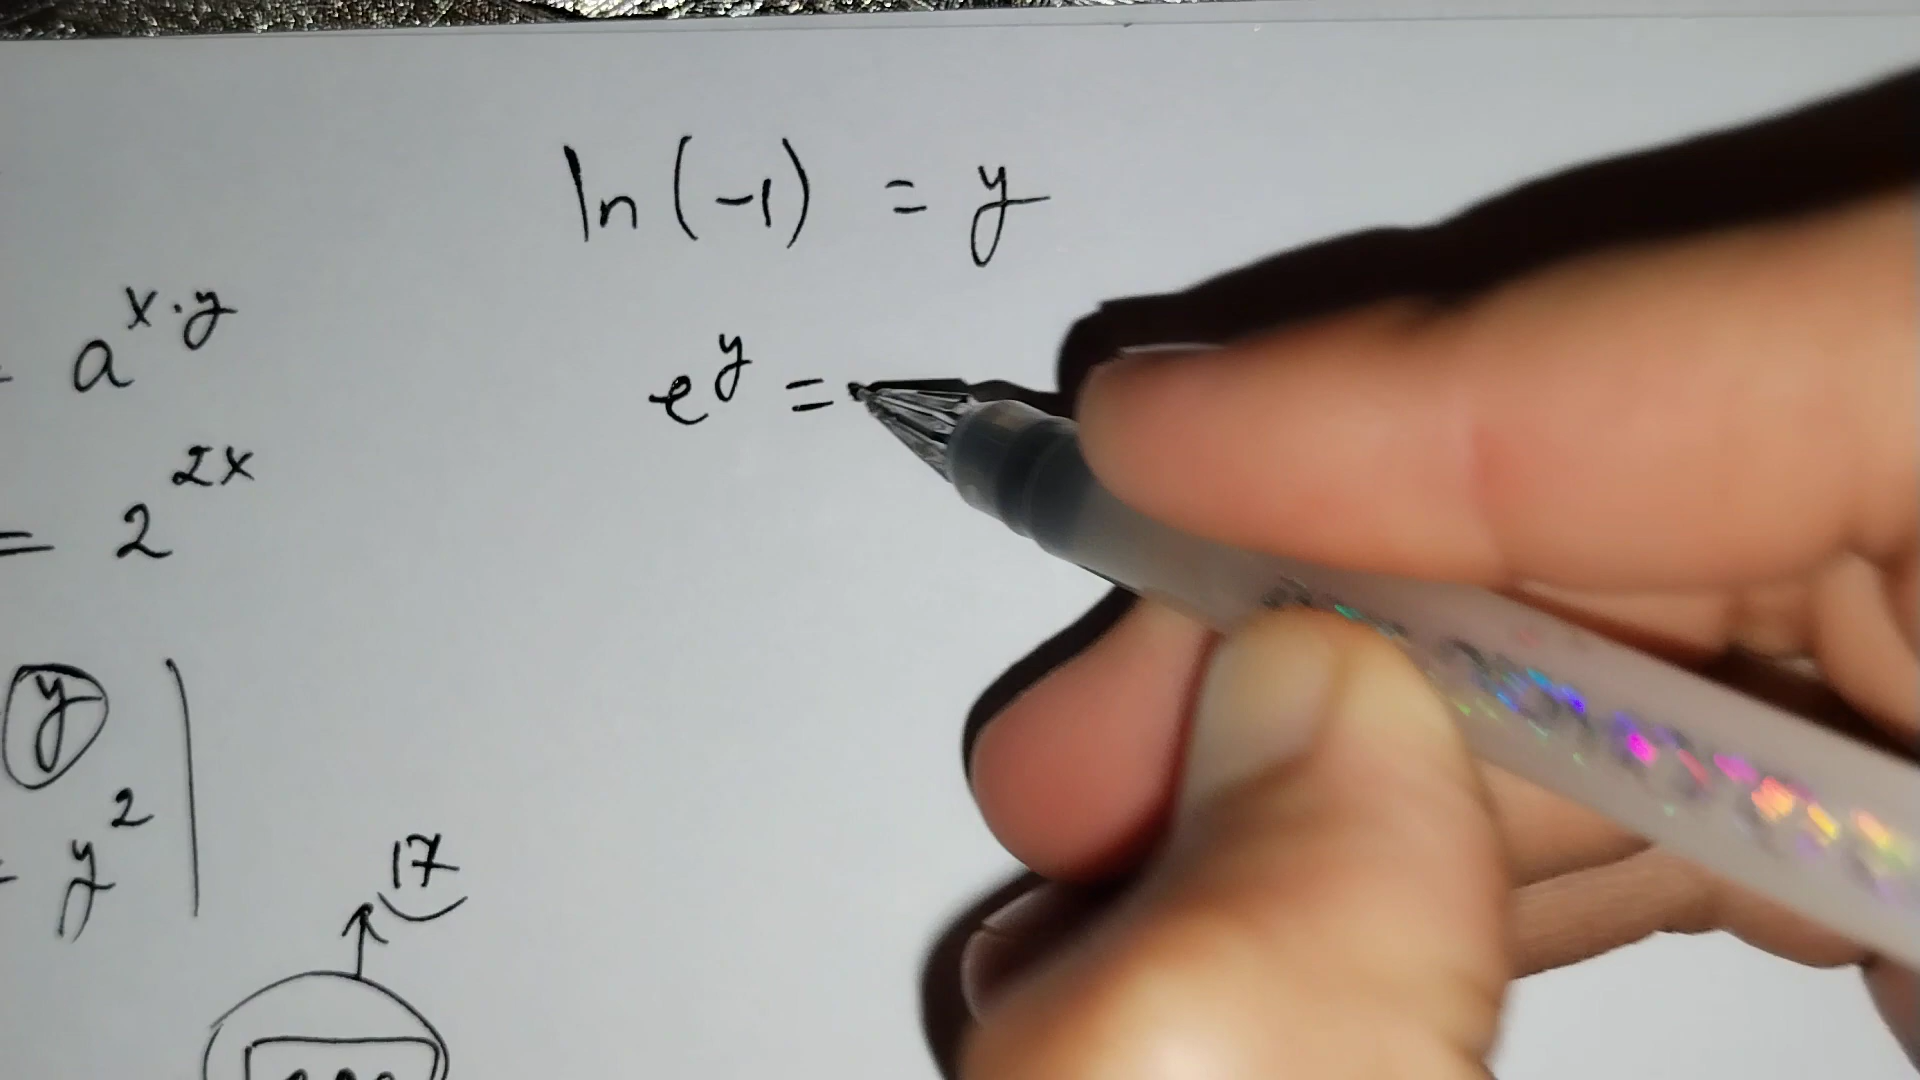 ln(-1) = y
a^{x·y}
e^y =
= 2^{2x}
y
= y^2
17